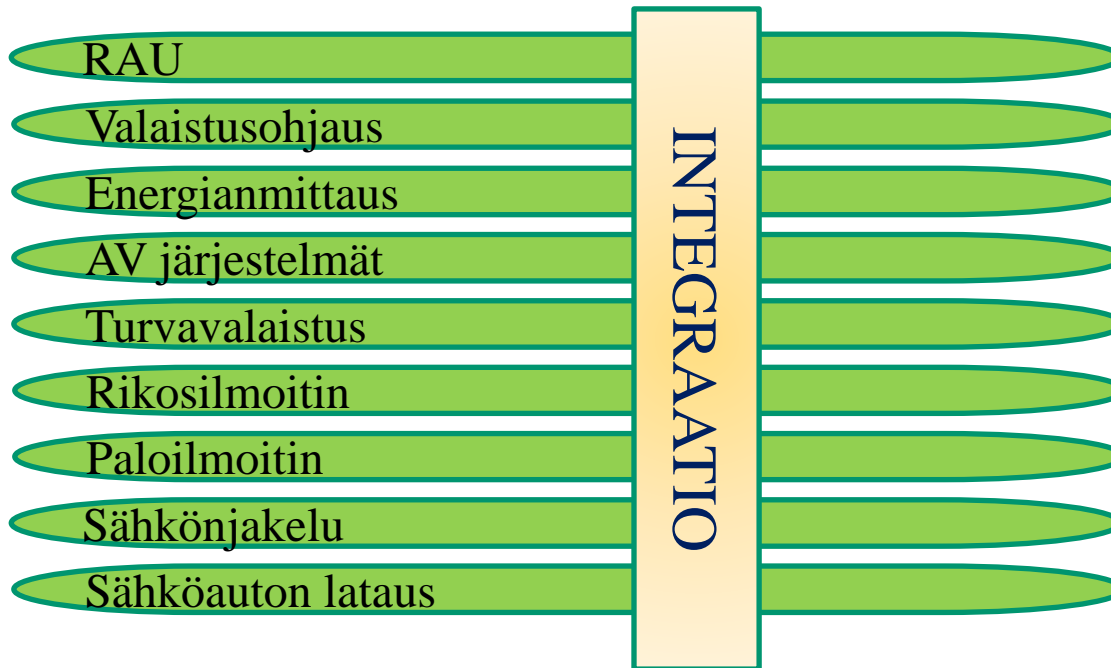 RAU
Valaistusohjaus
Energianmittaus
AV järjestelmät
Turvavalaistus
Rikosilmoitin
Paloilmoitin
Sähkönjakelu
Sähköauton lataus
INTEGRAATIO